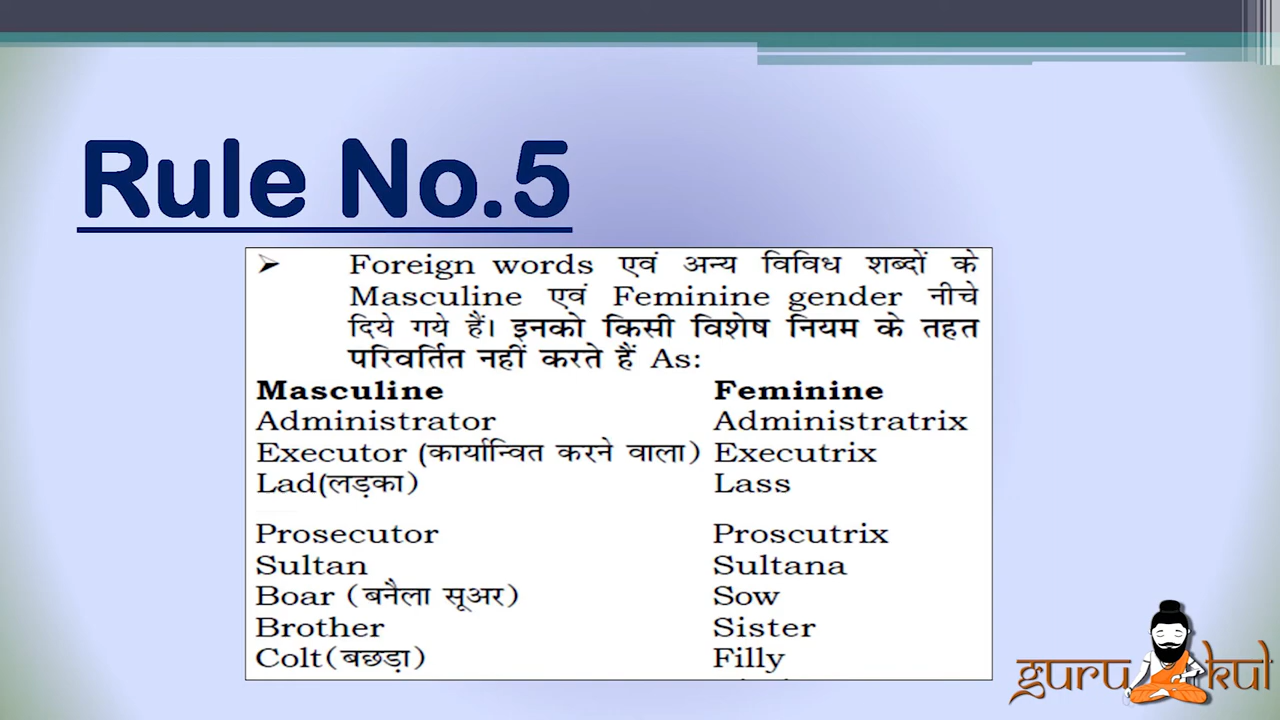 Rule No.5
➢ Foreign words एवं अन्य विविध शब्दों के
Masculine एवं Feminine gender नीचे
दिये गये हैं। इनको किसी विशेष नियम के तहत
परिवर्तित नहीं करते हैं As:
Masculine Feminine
Administrator Administratrix
Executor (कार्यान्वित करने वाला) Executrix
Lad(लड़का) Lass
Prosecutor Proscutrix
Sultan Sultana
Boar (बनैला सूअर) Sow
Brother Sister
Colt(बछड़ा) Filly
guru kul